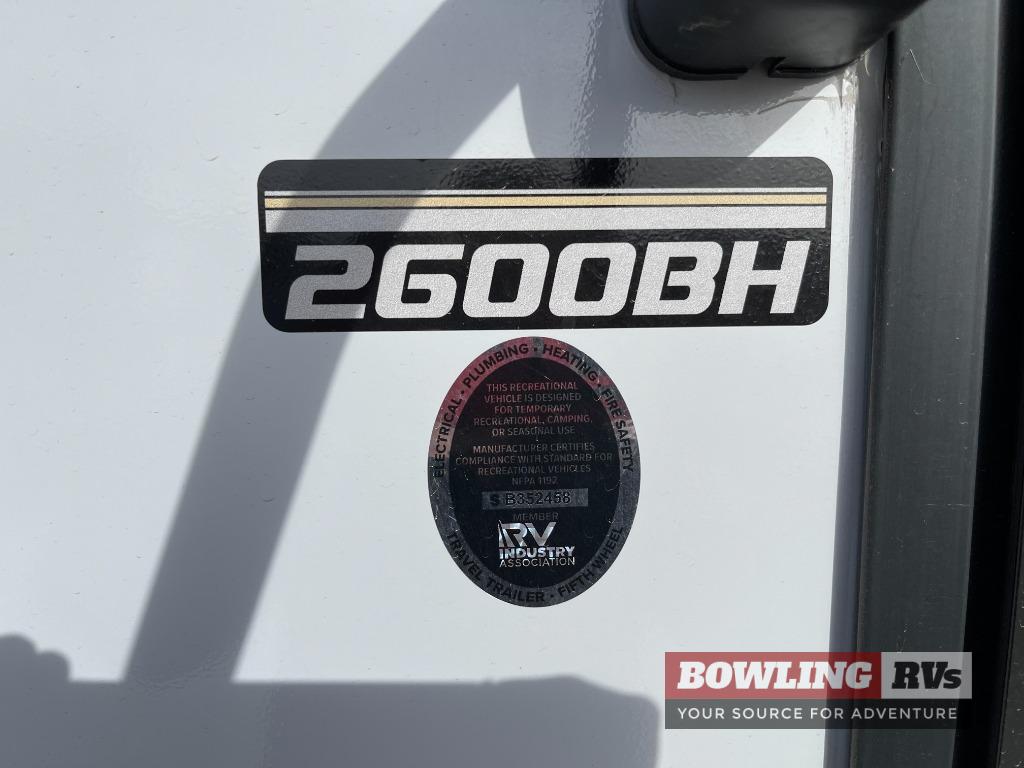 2600BH
ELECTRICAL · PLUMBING · HEATING · FIRE SAFETY
THIS RECREATIONAL
VEHICLE IS DESIGNED
FOR TEMPORARY
RECREATIONAL, CAMPING,
OR SEASONAL USE
MANUFACTURER CERTIFIES
COMPLIANCE WITH STANDARD FOR
RECREATIONAL VEHICLES
NFPA 1192
$ B352458
MEMBER
RV
INDUSTRY
ASSOCIATION
TRAVEL TRAILER · FIFTH WHEEL
BOWLING RVs
YOUR SOURCE FOR ADVENTURE